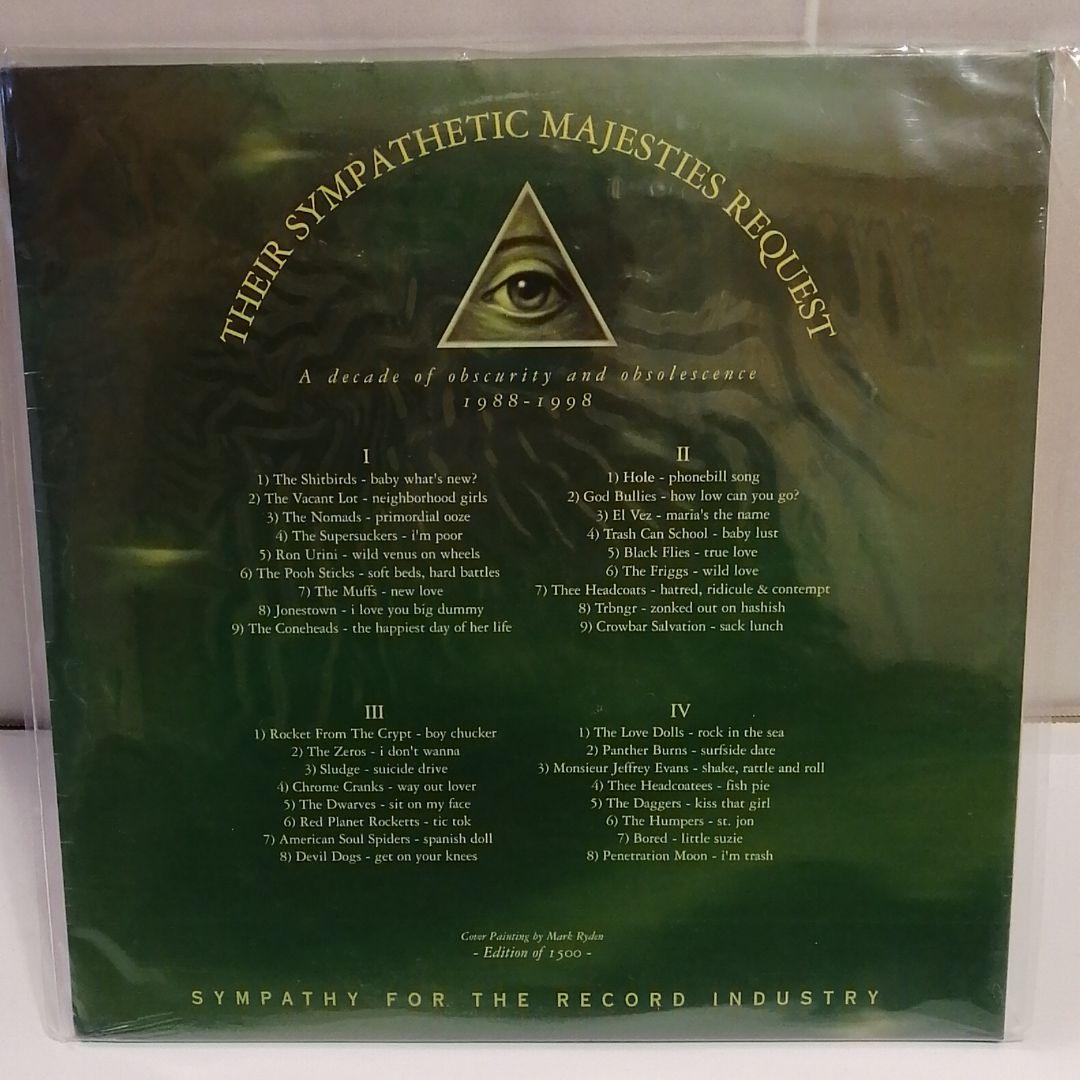 THEIR SYMPATHETIC MAJESTIES REQUEST
A decade of obscurity and obsolescence
1988-1998
I
1) The Shitbirds - baby what's new?
2) The Vacant Lot - neighborhood girls
3) The Nomads - primordial ooze
4) The Supersuckers - i'm poor
5) Ron Urini - wild venus on wheels
6) The Pooh Sticks - soft beds, hard battles
7) The Muffs - new love
8) Jonestown - i love you big dummy
9) The Coneheads - the happiest day of her life
II
1) Hole - phonebill song
2) God Bullies - how low can you go?
3) El Vez - maria's the name
4) Trash Can School - baby lust
5) Black Flies - true love
6) The Friggs - wild love
7) Thee Headcoats - hatred, ridicule & contempt
8) Trbngr - zonked out on hashish
9) Crowbar Salvation - sack lunch
III
1) Rocket From The Crypt - boy chucker
2) The Zeros - i don't wanna
3) Sludge - suicide drive
4) Chrome Cranks - way out lover
5) The Dwarves - sit on my face
6) Red Planet Rocketts - tic tok
7) American Soul Spiders - spanish doll
8) Devil Dogs - get on your knees
IV
1) The Love Dolls - rock in the sea
2) Panther Burns - surfside date
3) Monsieur Jeffrey Evans - shake, rattle and roll
4) Thee Headcoatees - fish pie
5) The Daggers - kiss that girl
6) The Humpers - st. jon
7) Bored - little suzie
8) Penetration Moon - i'm trash
Cover Painting by Mark Ryden
- Edition of 1500 -
SYMPATHY FOR THE RECORD INDUSTRY